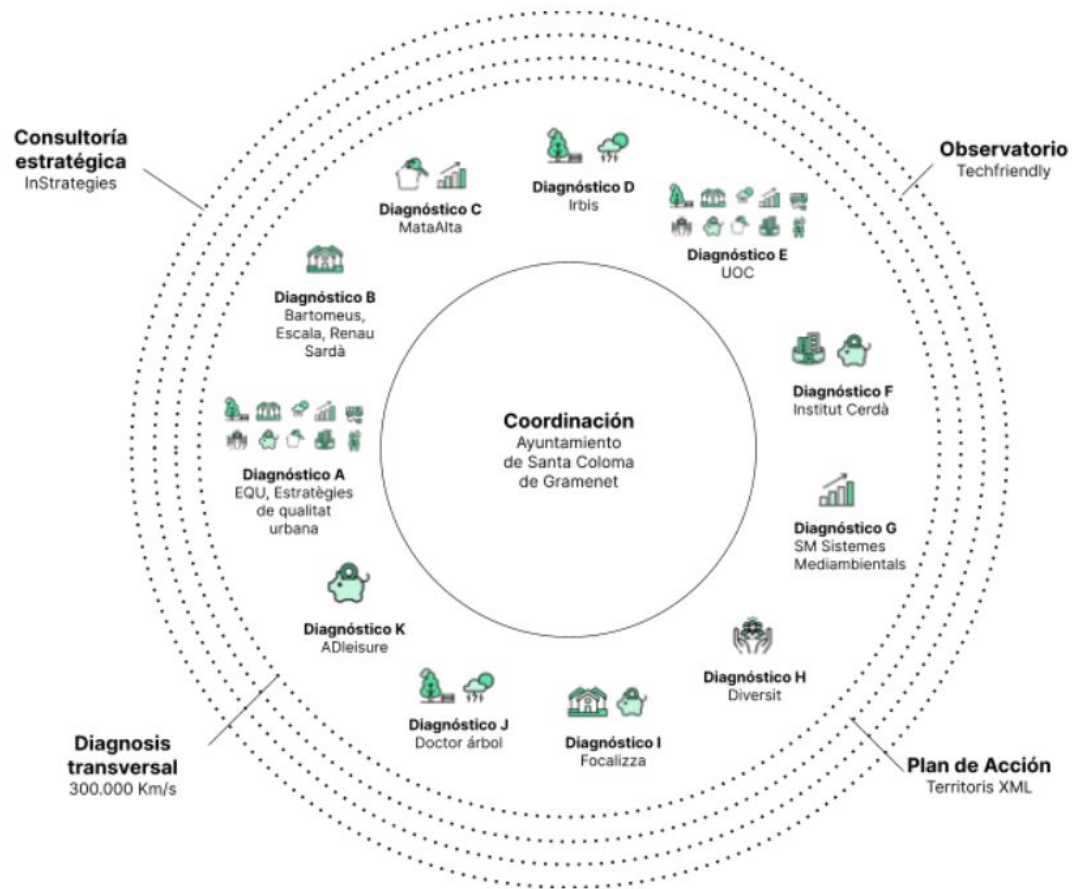 Consultoría
estratégica
InStrategies
Observatorio
Techfriendly
Diagnóstico D
Irbis
Diagnóstico C
MataAlta
Diagnóstico E
UOC
Diagnóstico B
Bartomeus,
Escala, Renau
Sardà
Diagnóstico F
Institut Cerdà
Coordinación
Ayuntamiento
de Santa Coloma
de Gramenet
Diagnóstico A
EQU, Estratègies
de qualitat
urbana
Diagnóstico G
SM Sistemes
Mediambientals
Diagnóstico K
ADleisure
Diagnóstico H
Diversit
Diagnóstico J
Doctor árbol
Diagnóstico I
Focalizza
Diagnosis
transversal
300.000 Km/s
Plan de Acción
Territoris XML